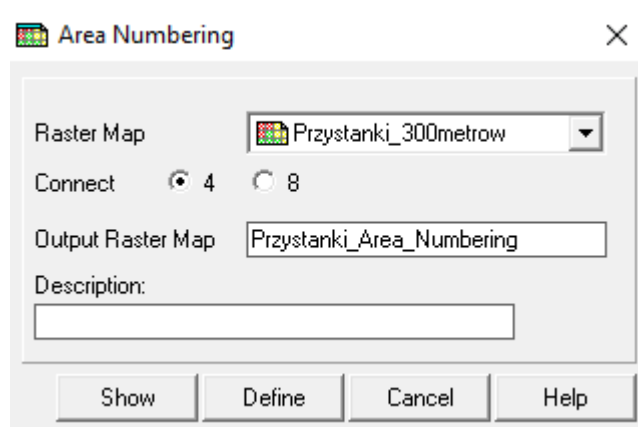 Area Numbering
Raster Map Przystanki_300metrow
Connect 4 8
Output Raster Map Przystanki_Area_Numbering
Description:
Show Define Cancel Help